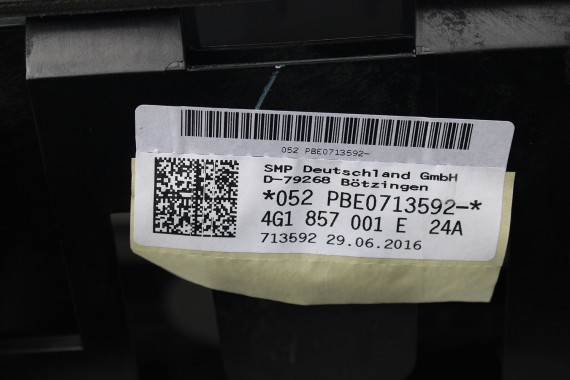 052 PBE0713592-
SMP Deutschland GmbH
D-79268 Bötzingen
*052 PBE0713592-*
4G1 857 001 E 24A
713592 29.06.2016